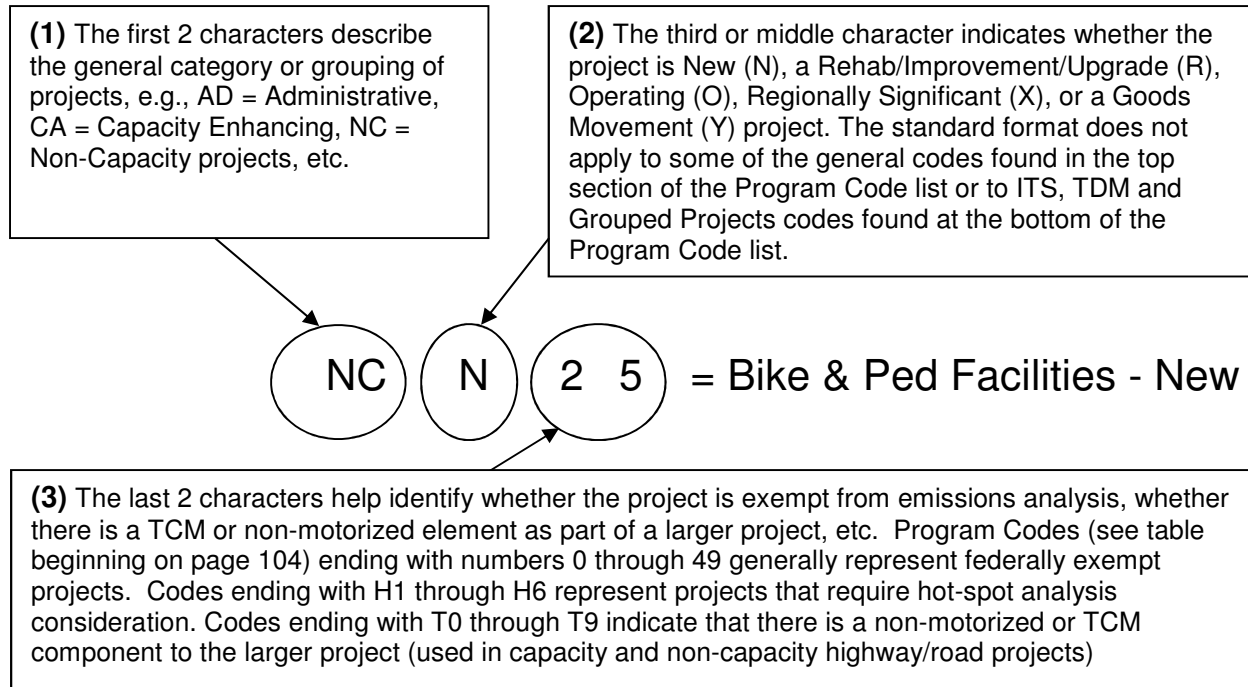 (1) The first 2 characters describe
the general category or grouping of
projects, e.g., AD = Administrative,
CA = Capacity Enhancing, NC =
Non-Capacity projects, etc.
(2) The third or middle character indicates whether the
project is New (N), a Rehab/Improvement/Upgrade (R),
Operating (O), Regionally Significant (X), or a Goods
Movement (Y) project. The standard format does not
apply to some of the general codes found in the top
section of the Program Code list or to ITS, TDM and
Grouped Projects codes found at the bottom of the
Program Code list.
NC N 2 5 = Bike & Ped Facilities - New
(3) The last 2 characters help identify whether the project is exempt from emissions analysis, whether
there is a TCM or non-motorized element as part of a larger project, etc. Program Codes (see table
beginning on page 104) ending with numbers 0 through 49 generally represent federally exempt
projects. Codes ending with H1 through H6 represent projects that require hot-spot analysis
consideration. Codes ending with T0 through T9 indicate that there is a non-motorized or TCM
component to the larger project (used in capacity and non-capacity highway/road projects)